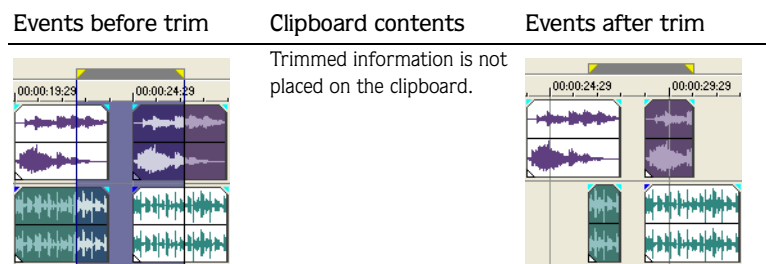 Events before trim
Clipboard contents
Events after trim
Trimmed information is not
placed on the clipboard.
00:00:19:29
00:00:24:29
00:00:24:29
00:00:29:29